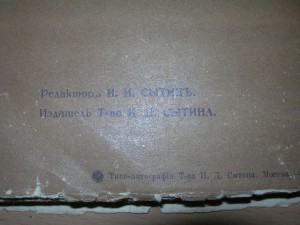 Редакторъ И. И. СЫТИНЪ.
Издатель Т-во И. Д. СЫТИНА.
Типо-литографія Т-ва И. Д. Сытина. Москва